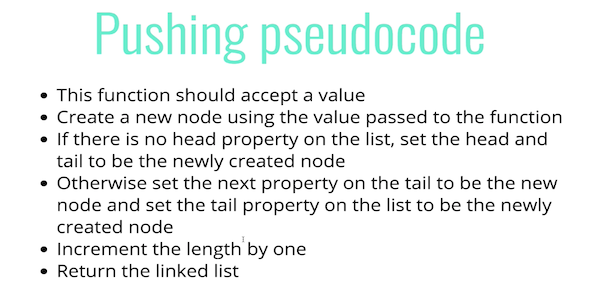 Pushing pseudocode
• This function should accept a value
• Create a new node using the value passed to the function
• If there is no head property on the list, set the head and
tail to be the newly created node
• Otherwise set the next property on the tail to be the new
node and set the tail property on the list to be the newly
created node
• Increment the length by one
• Return the linked list